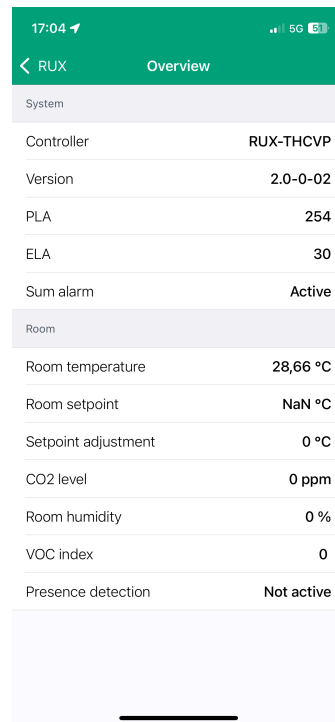 17:04 5G 51
RUX Overview
System
Controller RUX-THCVP
Version 2.0-0-02
PLA 254
ELA 30
Sum alarm Active
Room
Room temperature 28,66 °C
Room setpoint NaN °C
Setpoint adjustment 0 °C
CO2 level 0 ppm
Room humidity 0 %
VOC index 0
Presence detection Not active